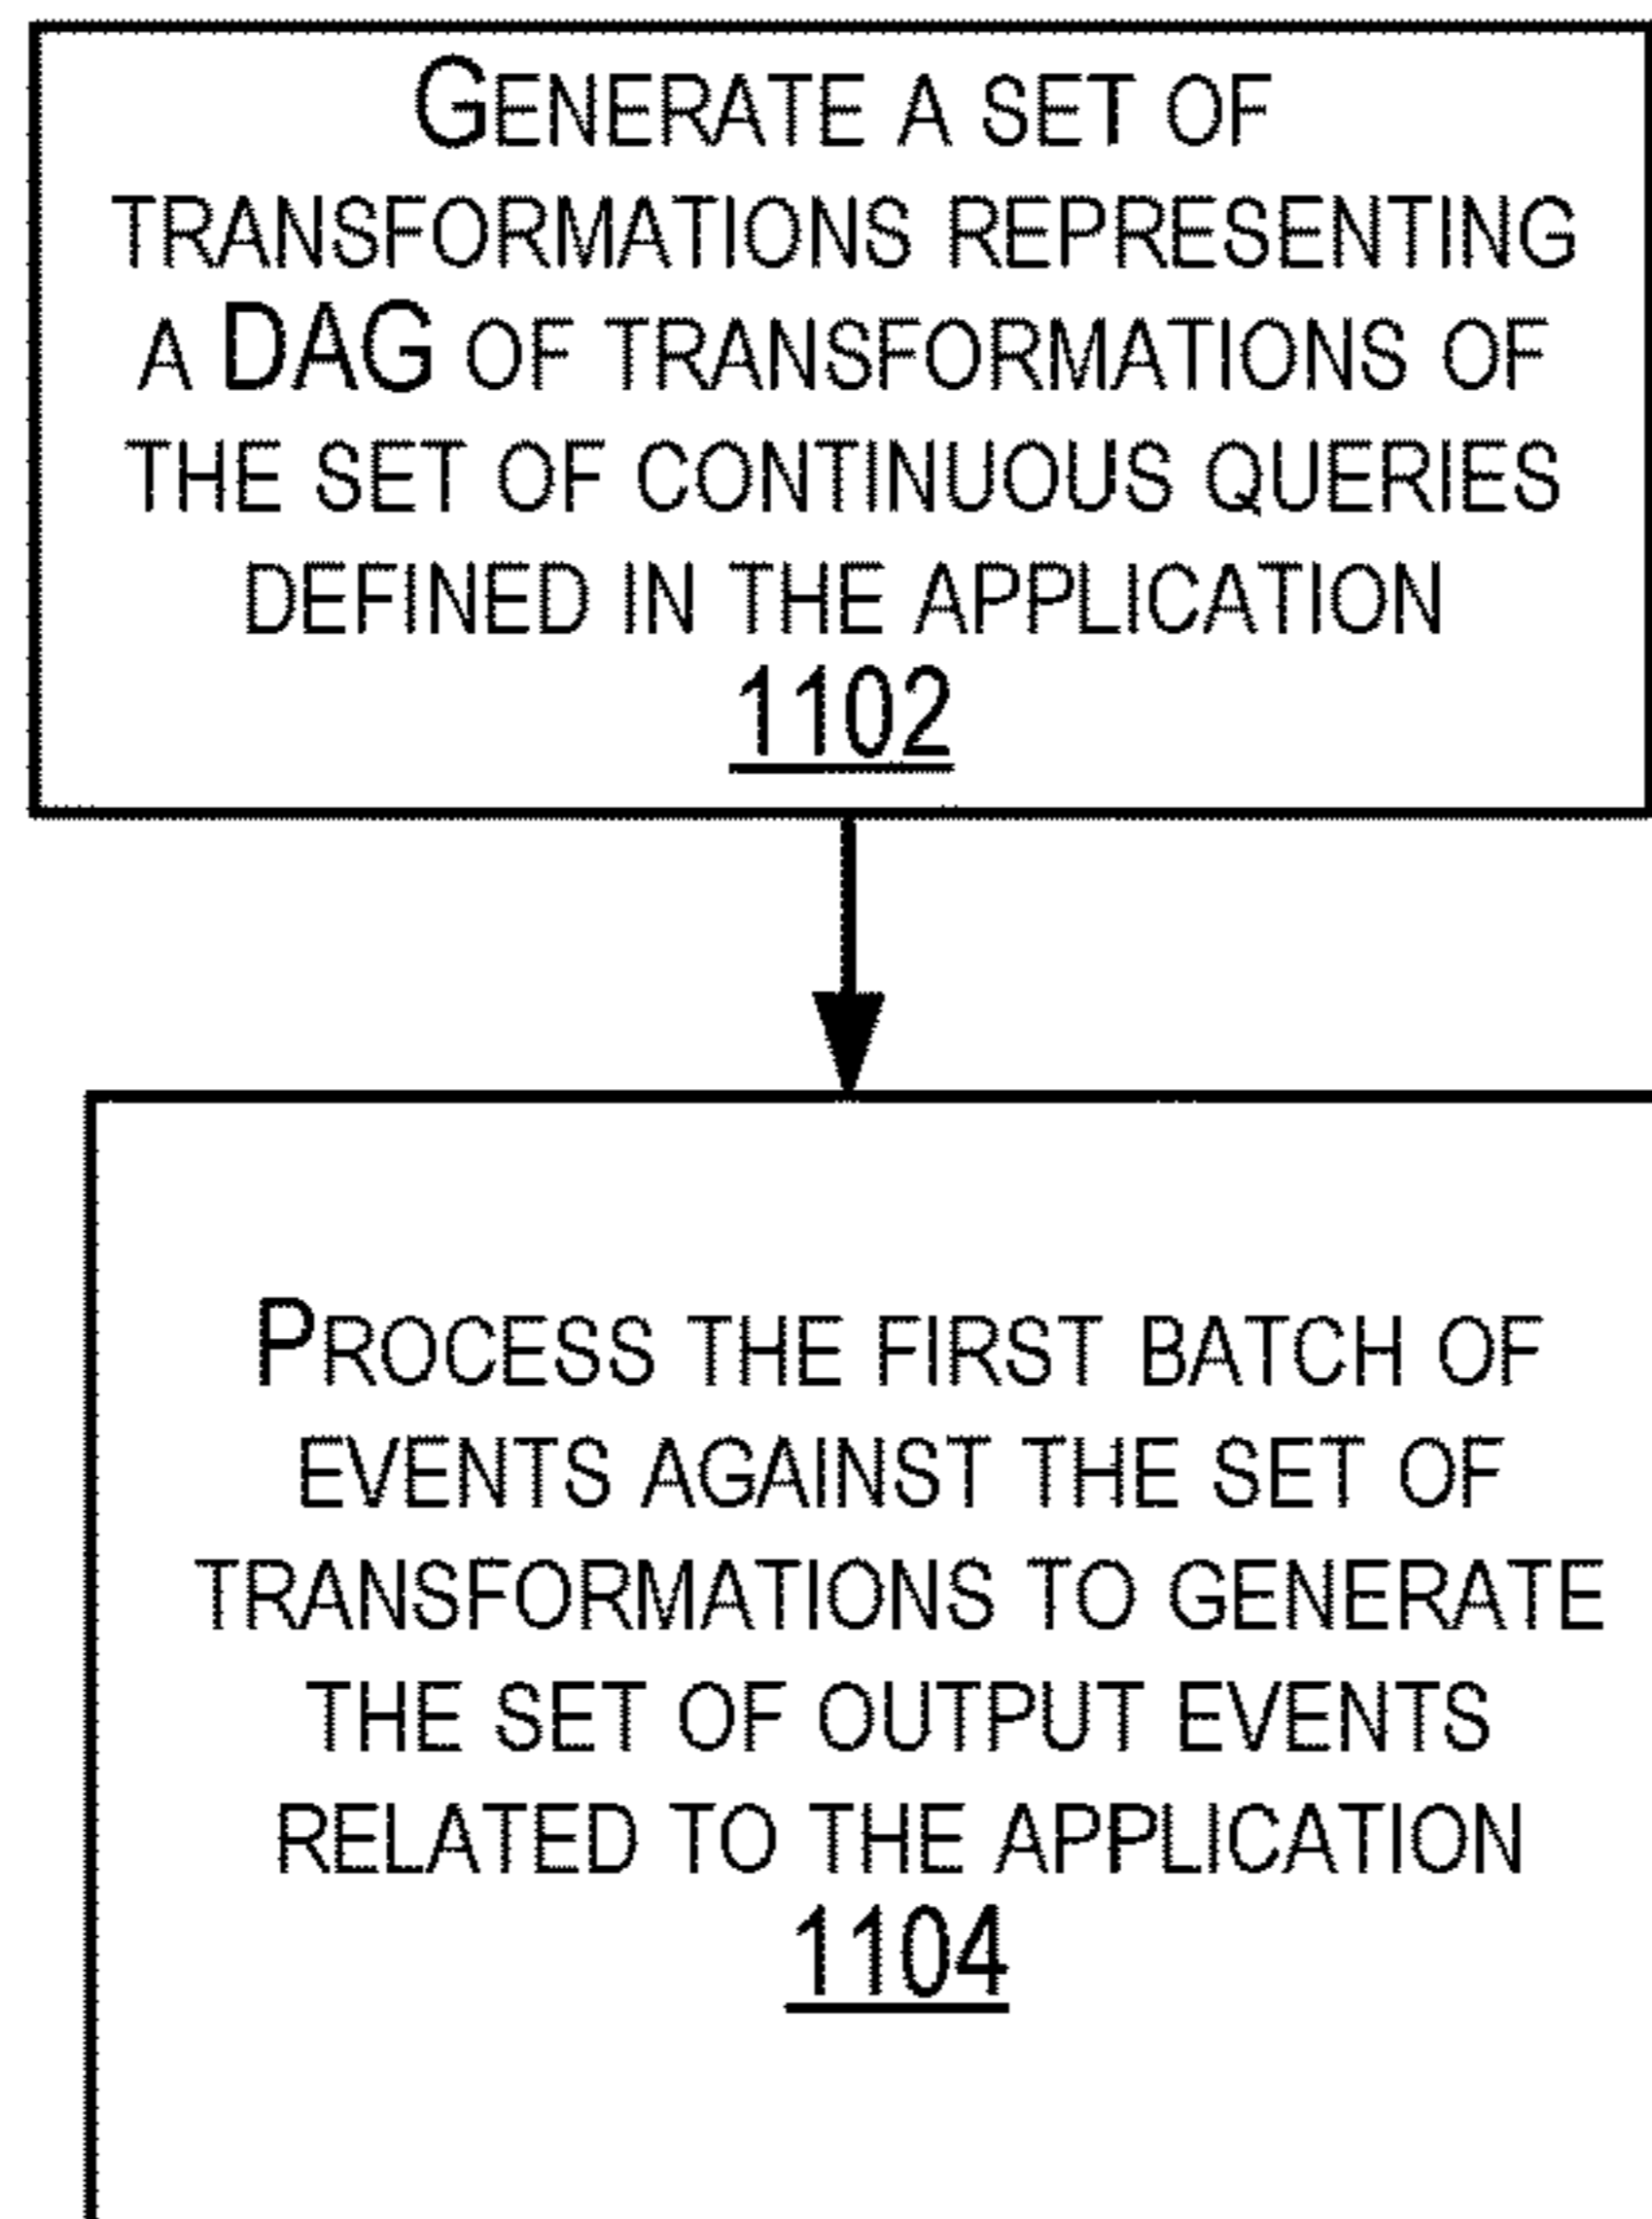 GENERATE A SET OF
TRANSFORMATIONS REPRESENTING
A DAG OF TRANSFORMATIONS OF
THE SET OF CONTINUOUS QUERIES
DEFINED IN THE APPLICATION
1102
PROCESS THE FIRST BATCH OF
EVENTS AGAINST THE SET OF
TRANSFORMATIONS TO GENERATE
THE SET OF OUTPUT EVENTS
RELATED TO THE APPLICATION
1104